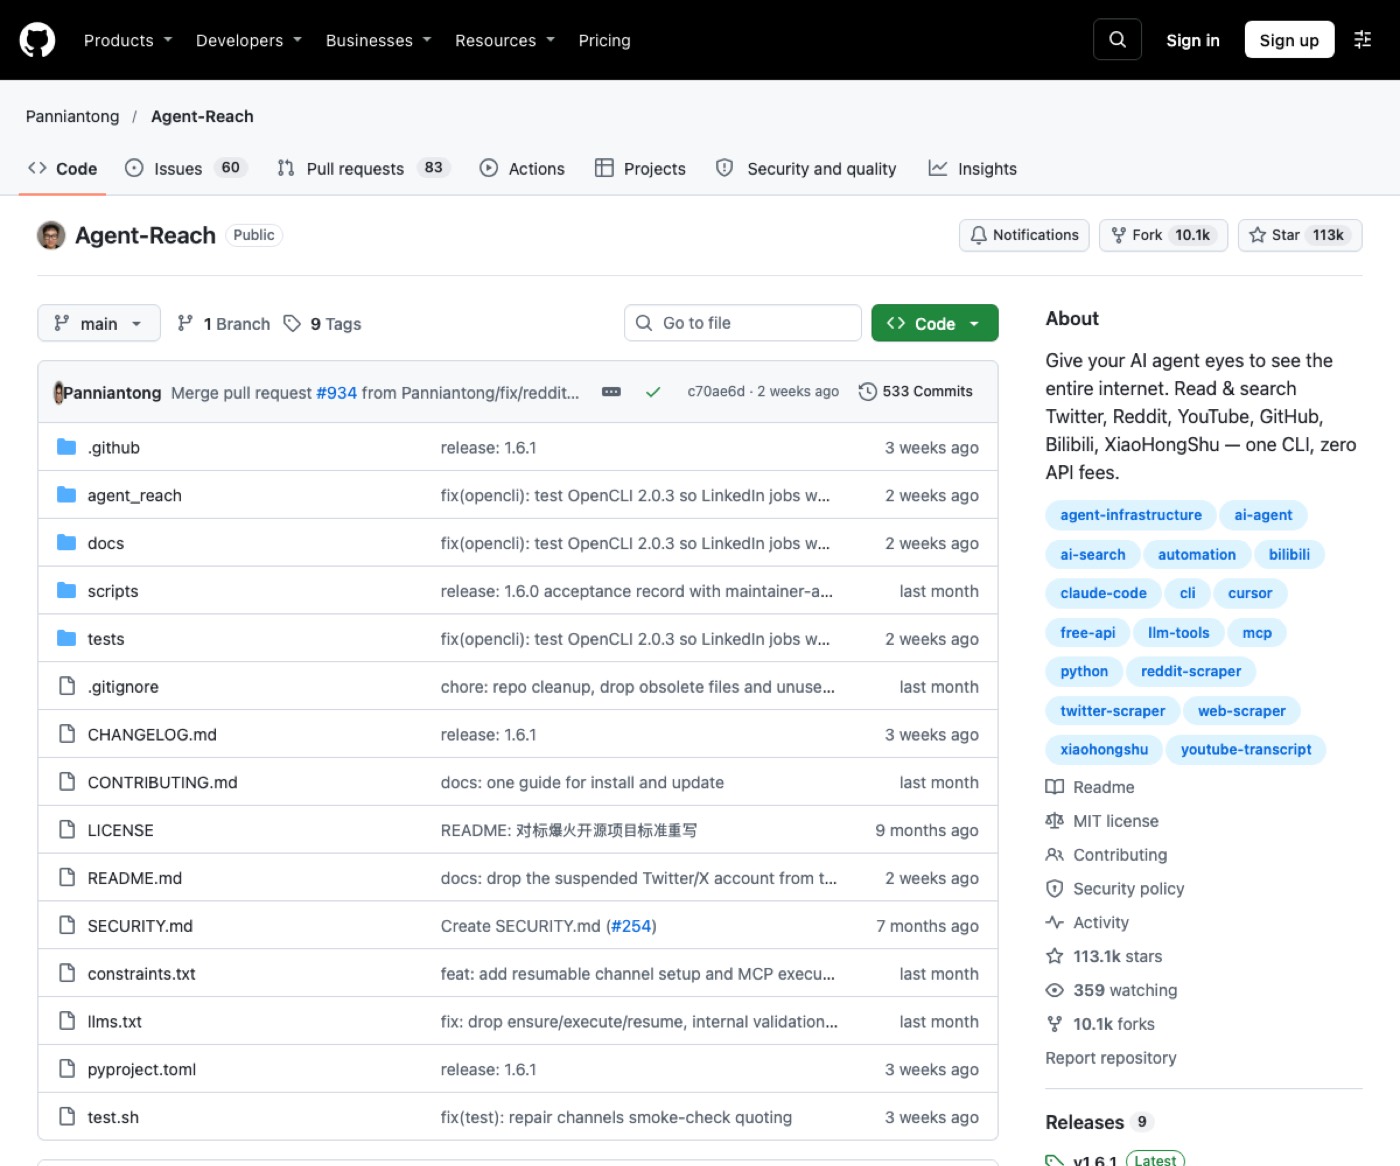 Products Developers Businesses Resources Pricing Sign in Sign up
Panniantong / Agent-Reach
Code Issues 60 Pull requests 83 Actions Projects Security and quality Insights
Agent-Reach Public Notifications Fork 10.1k Star 113k
main 1 Branch 9 Tags Go to file Code
Panniantong Merge pull request #934 from Panniantong/fix/reddit... c70ae6d · 2 weeks ago 533 Commits
.github release: 1.6.1 3 weeks ago
agent_reach fix(opencli): test OpenCLI 2.0.3 so LinkedIn jobs w... 2 weeks ago
docs fix(opencli): test OpenCLI 2.0.3 so LinkedIn jobs w... 2 weeks ago
scripts release: 1.6.0 acceptance record with maintainer-a... last month
tests fix(opencli): test OpenCLI 2.0.3 so LinkedIn jobs w... 2 weeks ago
.gitignore chore: repo cleanup, drop obsolete files and unuse... last month
CHANGELOG.md release: 1.6.1 3 weeks ago
CONTRIBUTING.md docs: one guide for install and update last month
LICENSE README: 对标爆火开源项目标准重写 9 months ago
README.md docs: drop the suspended Twitter/X account from t... 2 weeks ago
SECURITY.md Create SECURITY.md (#254) 7 months ago
constraints.txt feat: add resumable channel setup and MCP execu... last month
llms.txt fix: drop ensure/execute/resume, internal validation... last month
pyproject.toml release: 1.6.1 3 weeks ago
test.sh fix(test): repair channels smoke-check quoting 3 weeks ago
About
Give your AI agent eyes to see the
entire internet. Read & search
Twitter, Reddit, YouTube, GitHub,
Bilibili, XiaoHongShu — one CLI, zero
API fees.
agent-infrastructure ai-agent
ai-search automation bilibili
claude-code cli cursor
free-api llm-tools mcp
python reddit-scraper
twitter-scraper web-scraper
xiaohongshu youtube-transcript
Readme
MIT license
Contributing
Security policy
Activity
113.1k stars
359 watching
10.1k forks
Report repository
Releases 9
v1.6.1 Latest